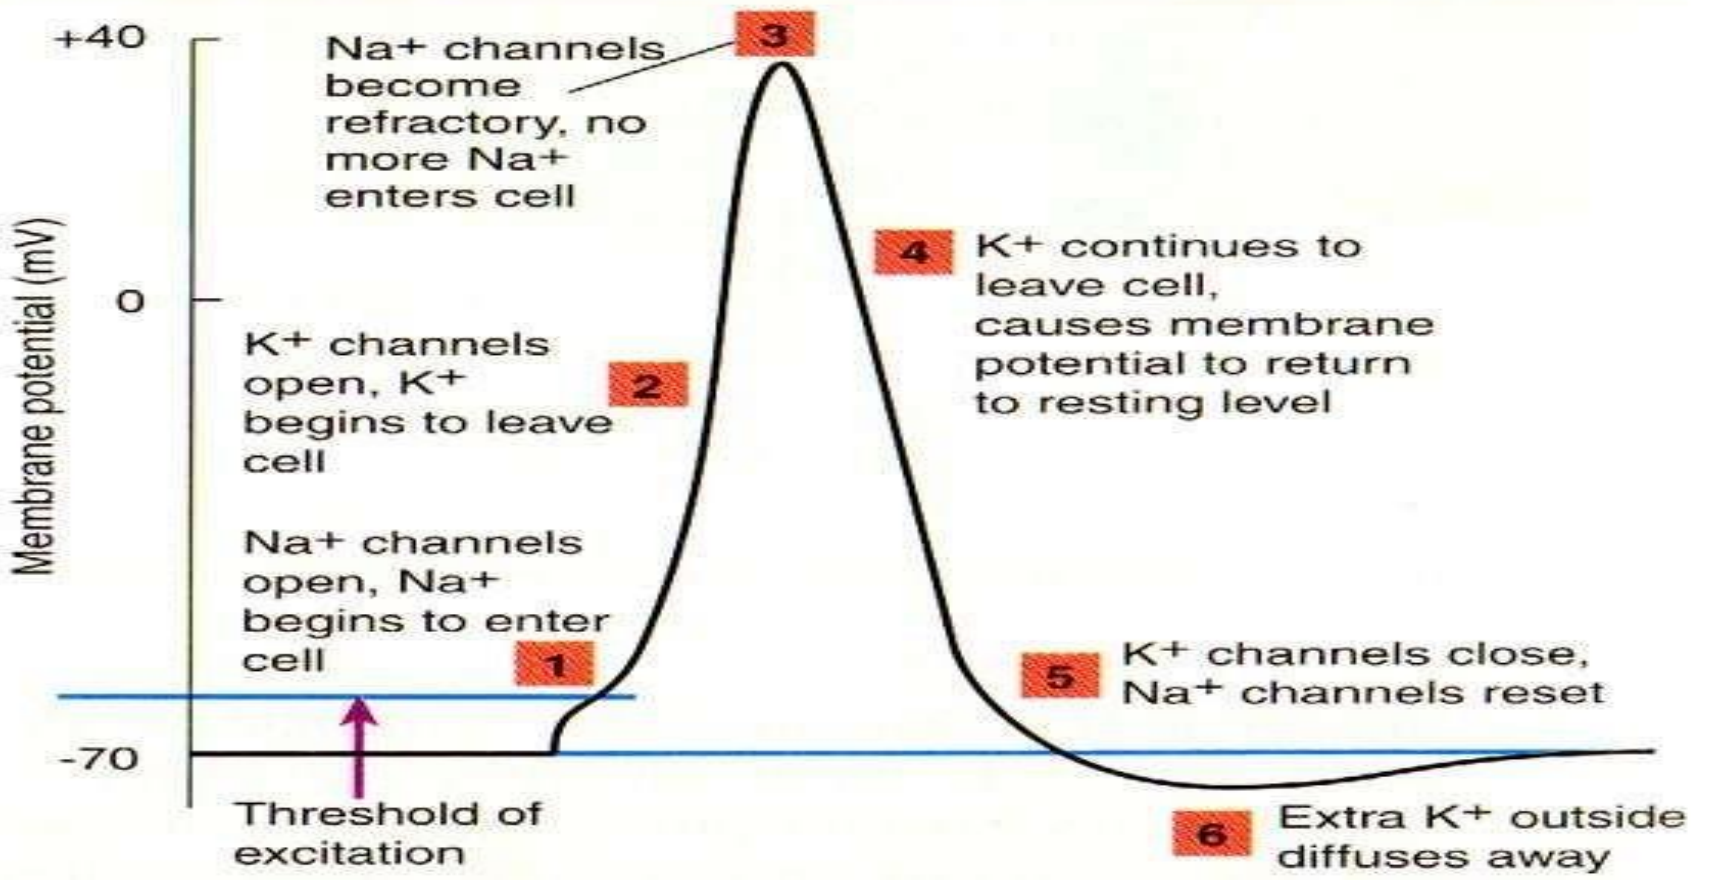 +40
Na+ channels
become
refractory, no
more Na+
enters cell
3
4
K+ continues to
leave cell,
causes membrane
potential to return
to resting level
0
Membrane potential (mV)
K+ channels
open, K+
begins to leave
cell
2
Na+ channels
open, Na+
begins to enter
cell
1
5
K+ channels close,
Na+ channels reset
-70
Threshold of
excitation
6
Extra K+ outside
diffuses away